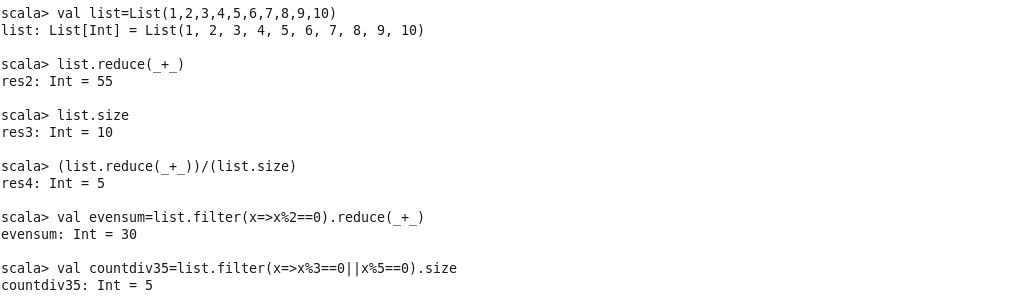 scala> val list=List(1,2,3,4,5,6,7,8,9,10)
list: List[Int] = List(1, 2, 3, 4, 5, 6, 7, 8, 9, 10)
scala> list.reduce(_+_)
res2: Int = 55
scala> list.size
res3: Int = 10
scala> (list.reduce(_+_))/(list.size)
res4: Int = 5
scala> val evensum=list.filter(x=>x%2==0).reduce(_+_)
evensum: Int = 30
scala> val countdiv35=list.filter(x=>x%3==0||x%5==0).size
countdiv35: Int = 5